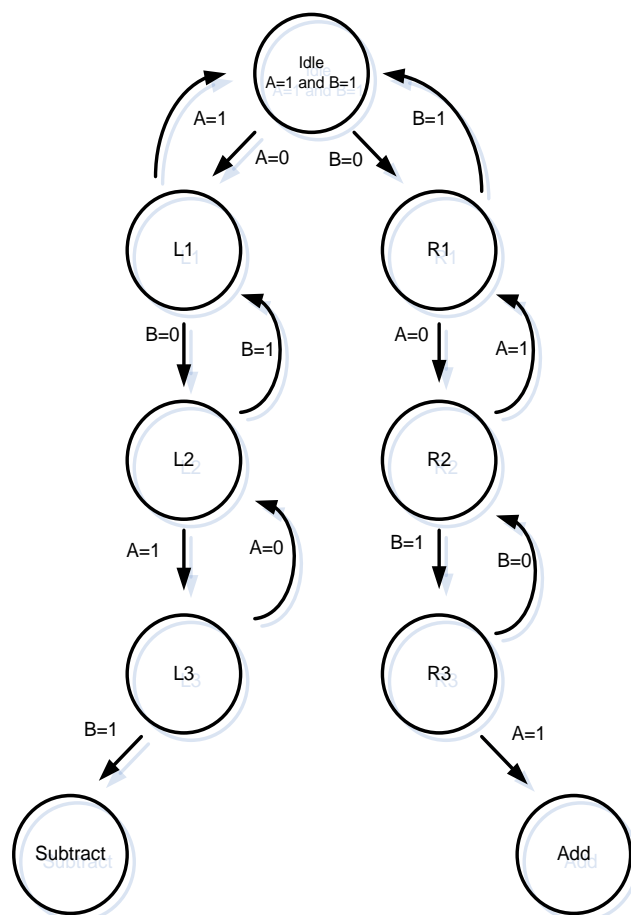 Idle
A=1 and B=1
A=1
B=1
A=0
B=0
L1
R1
B=0
B=1
A=0
A=1
L2
R2
A=1
A=0
B=1
B=0
L3
R3
B=1
A=1
Subtract
Add